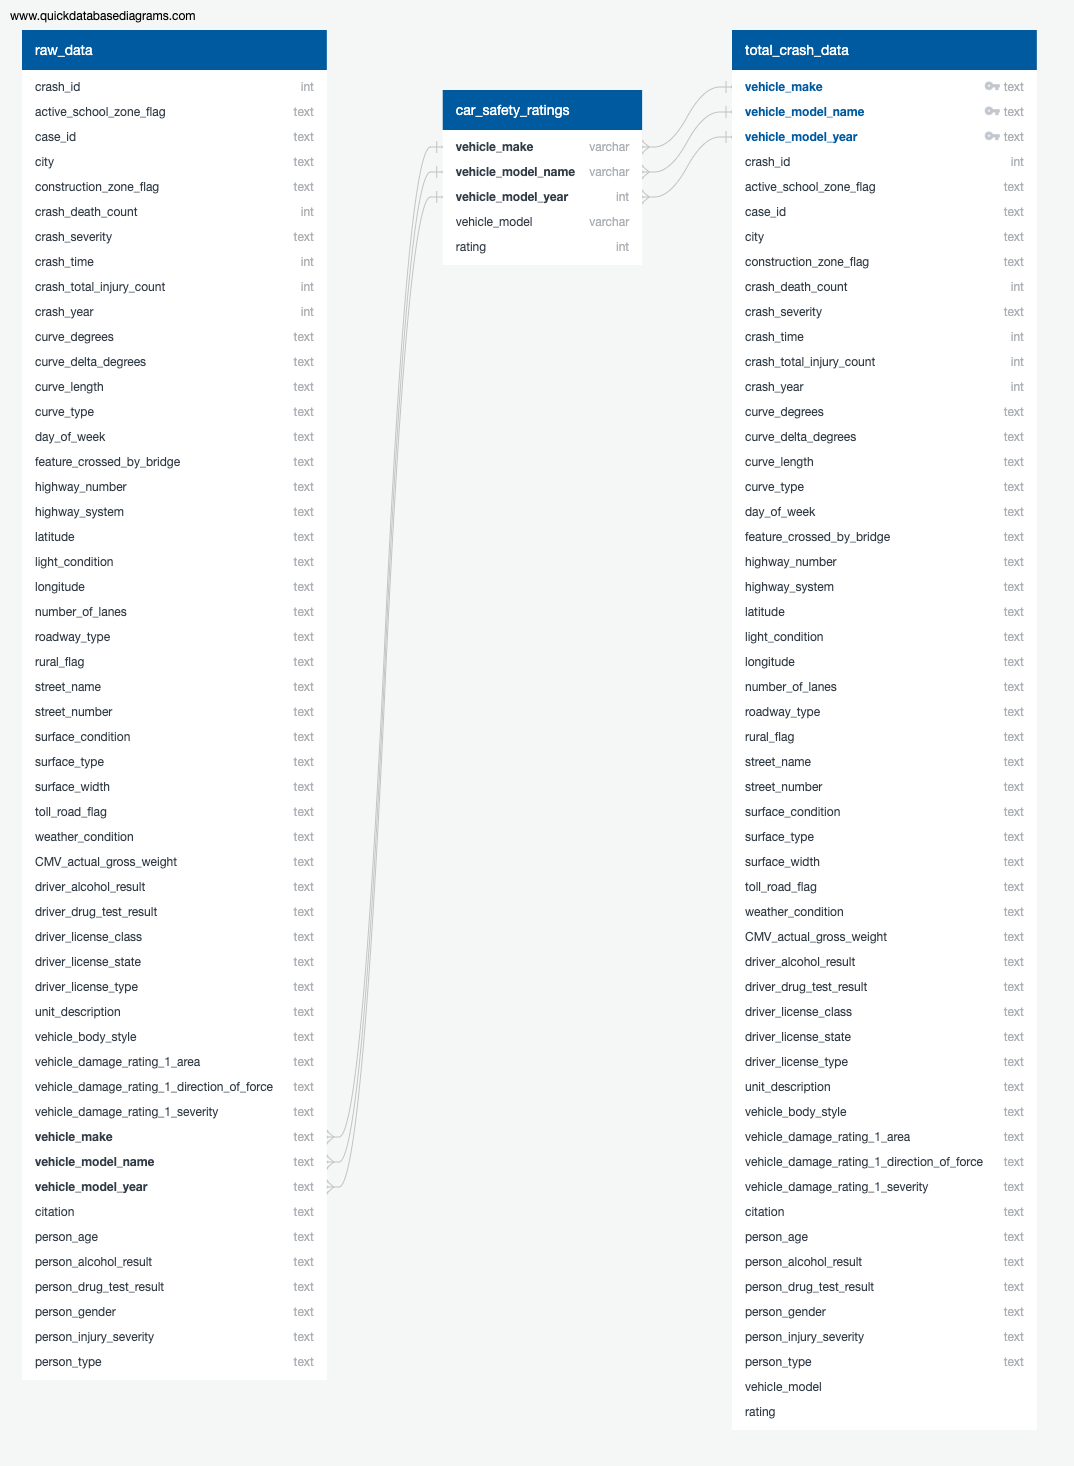 www.quickdatabasediagrams.com
raw_data
crash_id int
active_school_zone_flag text
case_id text
city text
construction_zone_flag text
crash_death_count int
crash_severity text
crash_time int
crash_total_injury_count int
crash_year int
curve_degrees text
curve_delta_degrees text
curve_length text
curve_type text
day_of_week text
feature_crossed_by_bridge text
highway_number text
highway_system text
latitude text
light_condition text
longitude text
number_of_lanes text
roadway_type text
rural_flag text
street_name text
street_number text
surface_condition text
surface_type text
surface_width text
toll_road_flag text
weather_condition text
CMV_actual_gross_weight text
driver_alcohol_result text
driver_drug_test_result text
driver_license_class text
driver_license_state text
driver_license_type text
unit_description text
vehicle_body_style text
vehicle_damage_rating_1_area text
vehicle_damage_rating_1_direction_of_force text
vehicle_damage_rating_1_severity text
vehicle_make text
vehicle_model_name text
vehicle_model_year text
citation text
person_age text
person_alcohol_result text
person_drug_test_result text
person_gender text
person_injury_severity text
person_type text
car_safety_ratings
vehicle_make varchar
vehicle_model_name varchar
vehicle_model_year int
vehicle_model varchar
rating int
total_crash_data
vehicle_make text
vehicle_model_name text
vehicle_model_year text
crash_id int
active_school_zone_flag text
case_id text
city text
construction_zone_flag text
crash_death_count int
crash_severity text
crash_time int
crash_total_injury_count int
crash_year int
curve_degrees text
curve_delta_degrees text
curve_length text
curve_type text
day_of_week text
feature_crossed_by_bridge text
highway_number text
highway_system text
latitude text
light_condition text
longitude text
number_of_lanes text
roadway_type text
rural_flag text
street_name text
street_number text
surface_condition text
surface_type text
surface_width text
toll_road_flag text
weather_condition text
CMV_actual_gross_weight text
driver_alcohol_result text
driver_drug_test_result text
driver_license_class text
driver_license_state text
driver_license_type text
unit_description text
vehicle_body_style text
vehicle_damage_rating_1_area text
vehicle_damage_rating_1_direction_of_force text
vehicle_damage_rating_1_severity text
citation text
person_age text
person_alcohol_result text
person_drug_test_result text
person_gender text
person_injury_severity text
person_type text
vehicle_model
rating